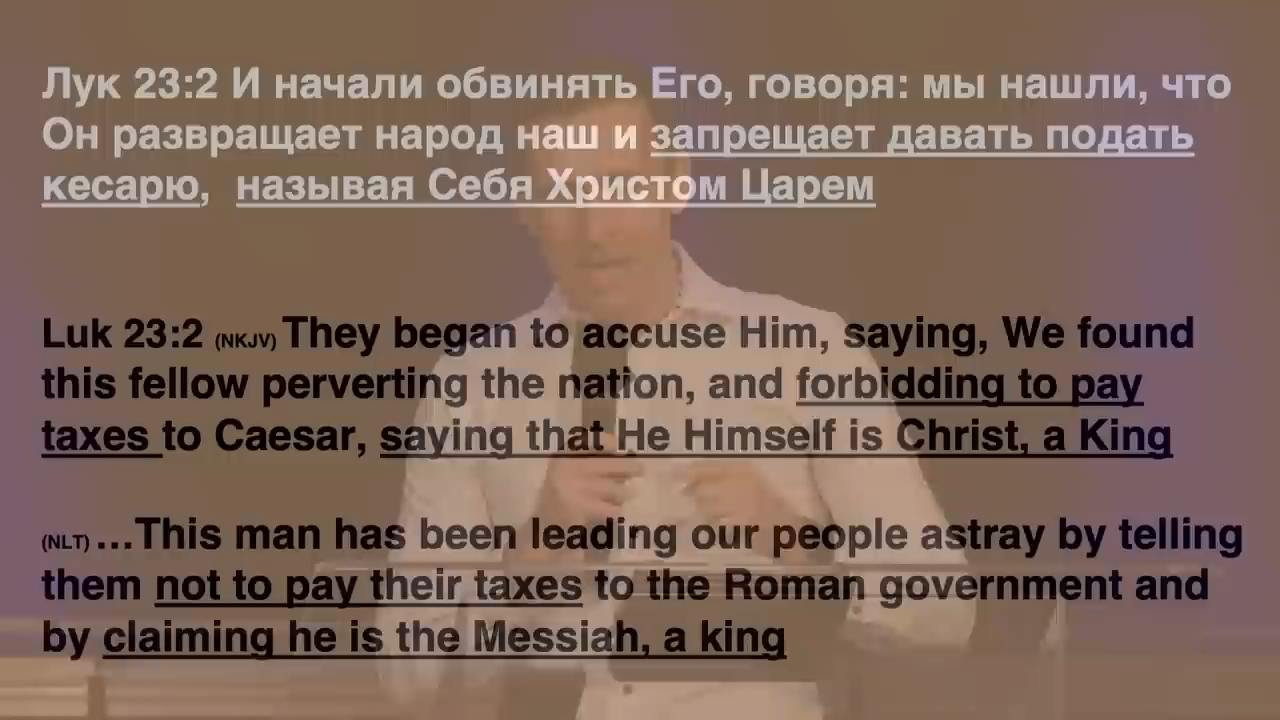 Лук 23:2 И начали обвинять Его, говоря: мы нашли, что
Он развращает народ наш и запрещает давать подать
кесарю, называя Себя Христом Царем
Luk 23:2 (NKJV) They began to accuse Him, saying, We found
this fellow perverting the nation, and forbidding to pay
taxes to Caesar, saying that He Himself is Christ, a King
(NLT) ...This man has been leading our people astray by telling
them not to pay their taxes to the Roman government and
by claiming he is the Messiah, a king